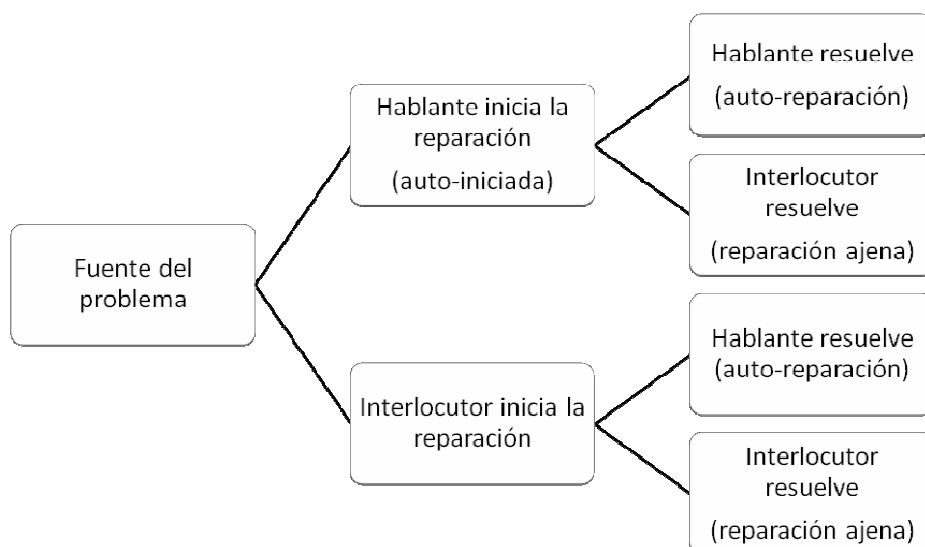 Fuente del
problema
Hablante inicia la
reparación
(auto-iniciada)
Interlocutor inicia la
reparación
Hablante resuelve
(auto-reparación)
Interlocutor
resuelve
(reparación ajena)
Hablante resuelve
(auto-reparación)
Interlocutor
resuelve
(reparación ajena)